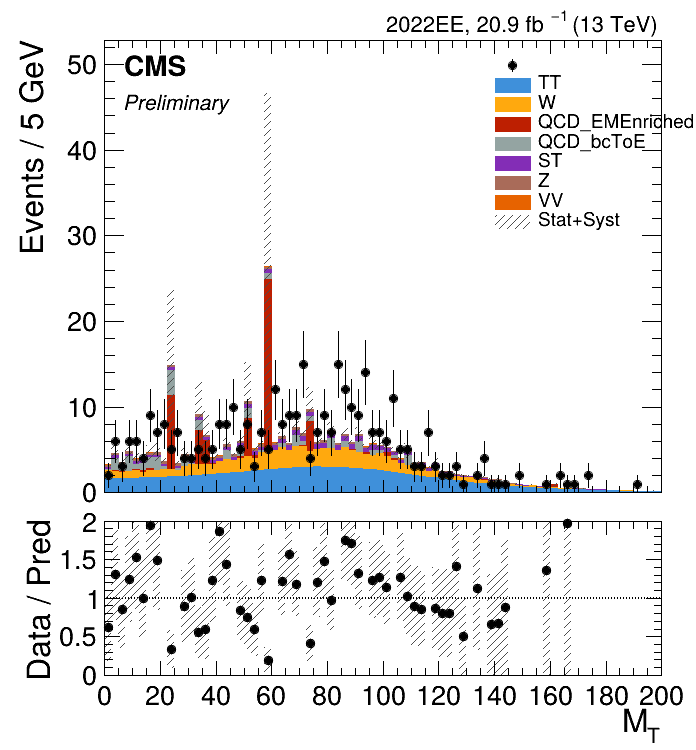 2022EE, 20.9 fb⁻¹ (13 TeV)
Events / 5 GeV
CMS
Preliminary
TT
W
QCD_EMEnriched
QCD_bcToE
ST
Z
VV
Stat+Syst
50
40
30
20
10
0
Data / Pred
2
1.5
1
0.5
0
0 20 40 60 80 100 120 140 160 180 200
M_T